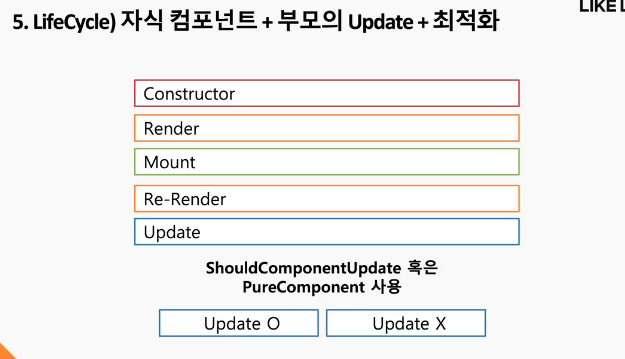 LIKE L
5. LifeCycle) 자식 컴포넌트 + 부모의 Update + 최적화
Constructor
Render
Mount
Re-Render
Update
ShouldComponentUpdate 혹은
PureComponent 사용
Update O
Update X